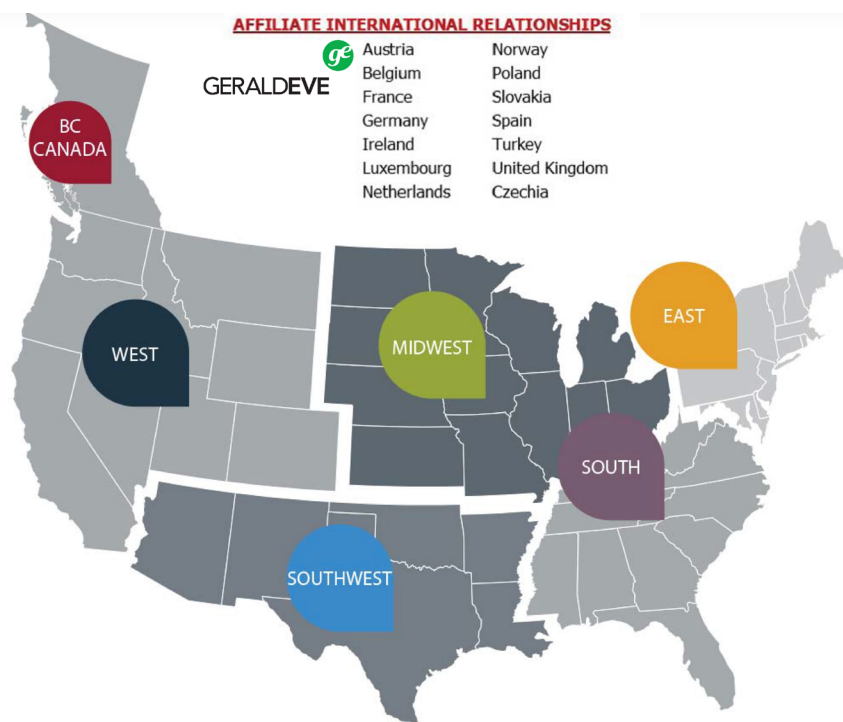 AFFILIATE INTERNATIONAL RELATIONSHIPS
ge
GERALDEVE
Austria
Belgium
France
Germany
Ireland
Luxembourg
Netherlands
Norway
Poland
Slovakia
Spain
Turkey
United Kingdom
Czechia
BC
CANADA
WEST
MIDWEST
EAST
SOUTH
SOUTHWEST